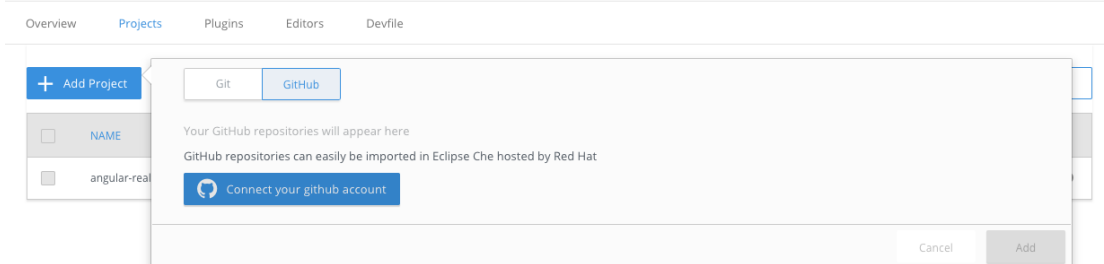 Overview Projects Plugins Editors Devfile
Add Project
Git GitHub
NAME
Your GitHub repositories will appear here
GitHub repositories can easily be imported in Eclipse Che hosted by Red Hat
angular-real
Connect your github account
Cancel Add